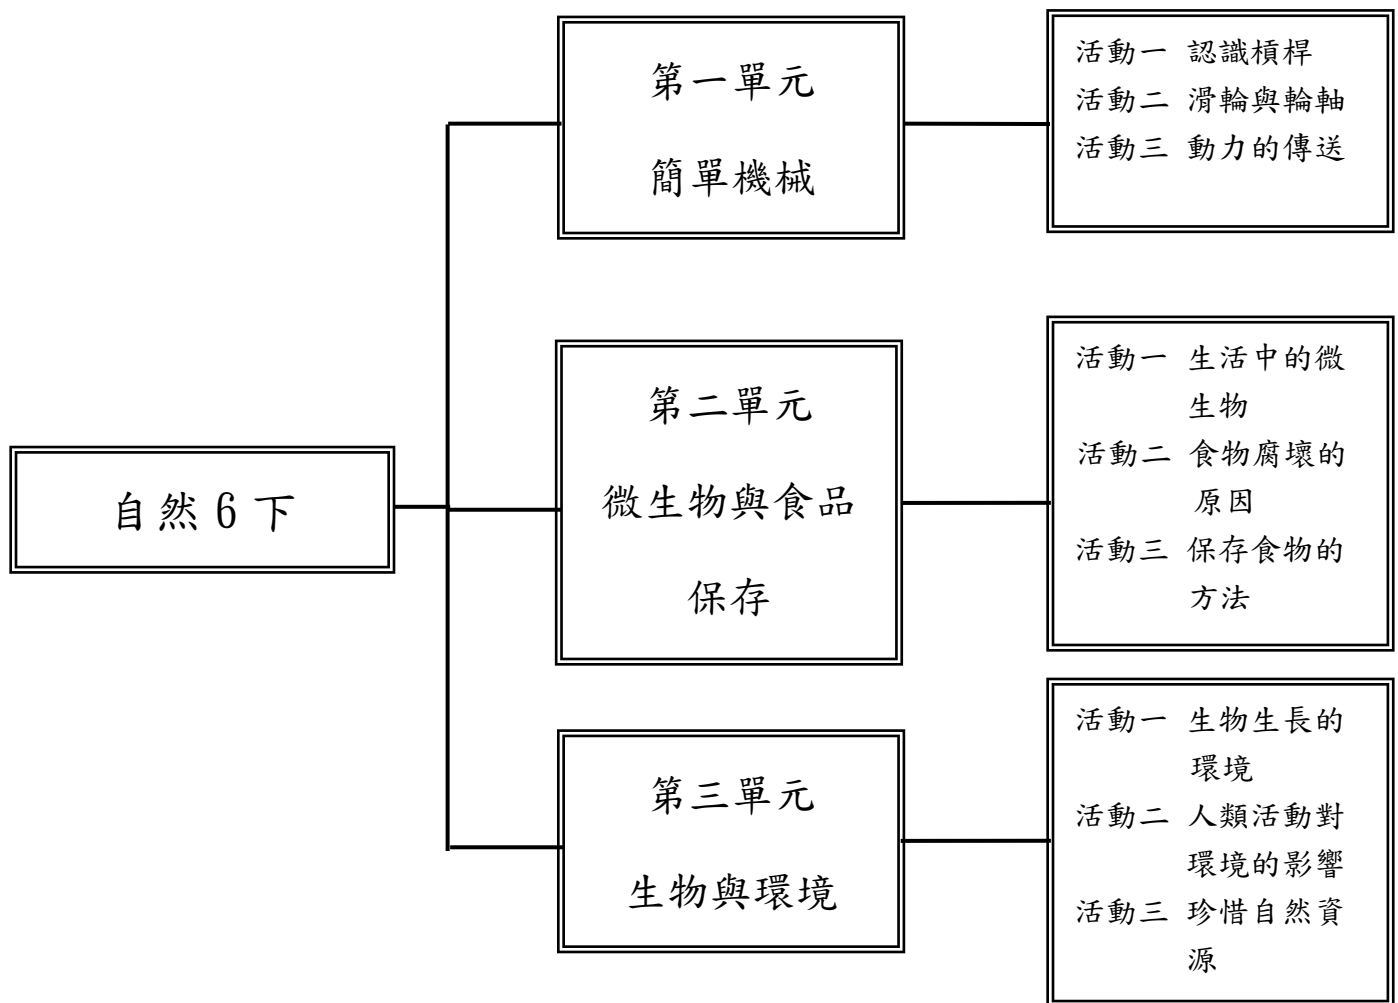 自然 6 下
第一單元
簡單機械
活動一 認識槓桿
活動二 滑輪與輪軸
活動三 動力的傳送
第二單元
微生物與食品
保存
活動一 生活中的微
生物
活動二 食物腐壞的
原因
活動三 保存食物的
方法
第三單元
生物與環境
活動一 生物生長的
環境
活動二 人類活動對
環境的影響
活動三 珍惜自然資
源